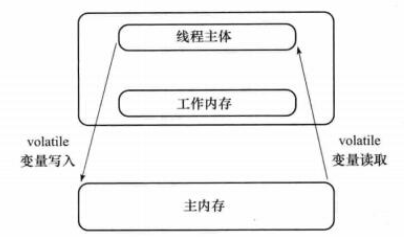 线程主体
工作内存
volatile
变量写入
volatile
变量读取
主内存